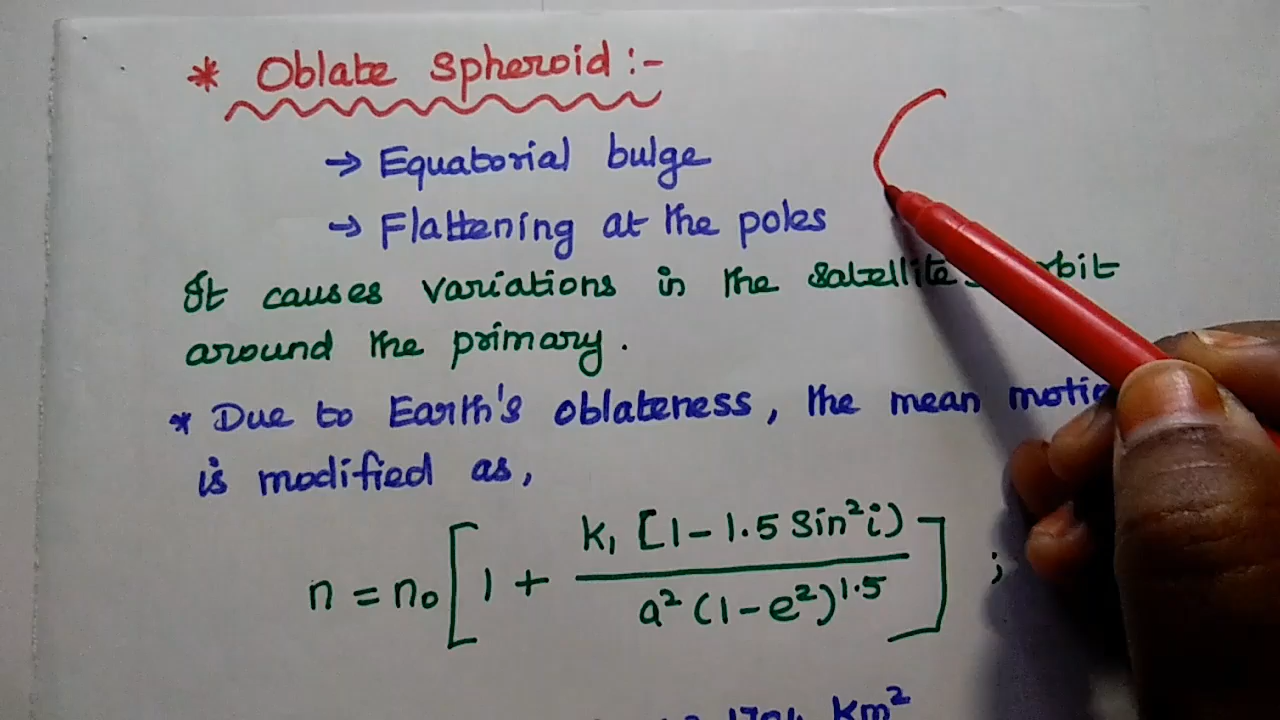 * Oblate Spheroid :-
→ Equatorial bulge
→ Flattening at the poles
It causes variations in the satellite
around the primary.
* Due to Earth's oblateness, the mean
is modified as,
n = n₀ [ 1 + K₁ [1 - 1.5 Sin²i) / a² (1 - e²)^1.5 ] ;
Km²